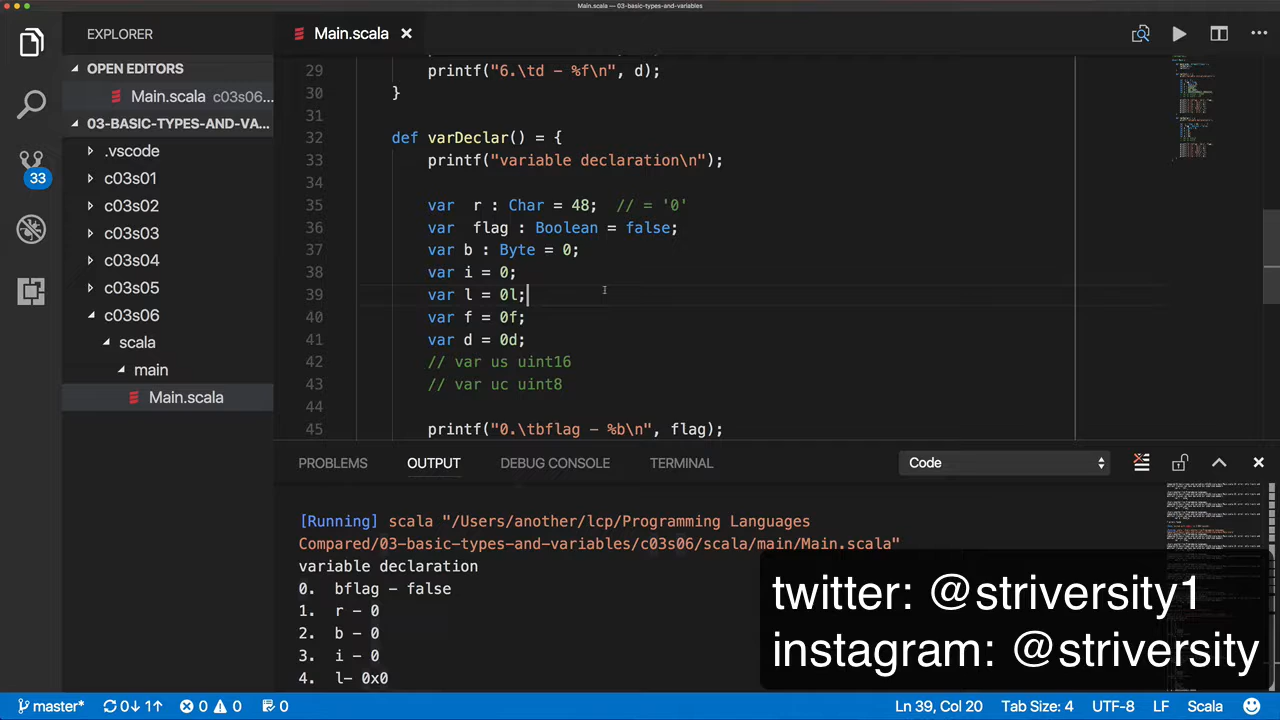 Main.scala — 03-basic-types-and-variables
EXPLORER
Main.scala
OPEN EDITORS
Main.scala c03s06...
03-BASIC-TYPES-AND-VA...
.vscode
c03s01
c03s02
c03s03
c03s04
c03s05
c03s06
scala
main
Main.scala
33
29 printf("6.\td - %f\n", d);
30 }
31
32 def varDeclar() = {
33 printf("variable declaration\n");
34
35 var  r : Char = 48;  // = '0'
36 var  flag : Boolean = false;
37 var b : Byte = 0;
38 var i = 0;
39 var l = 0l;
40 var f = 0f;
41 var d = 0d;
42 // var us uint16
43 // var uc uint8
44
45 printf("0.\tbflag - %b\n", flag);
PROBLEMS OUTPUT DEBUG CONSOLE TERMINAL Code
[Running] scala "/Users/another/lcp/Programming Languages
Compared/03-basic-types-and-variables/c03s06/scala/main/Main.scala"
variable declaration
0. bflag - false
1. r - 0
2. b - 0
3. i - 0
4. l- 0x0
twitter: @striversity1
instagram: @striversity
master* 0↓ 1↑ 0 0 0 Ln 39, Col 20 Tab Size: 4 UTF-8 LF Scala